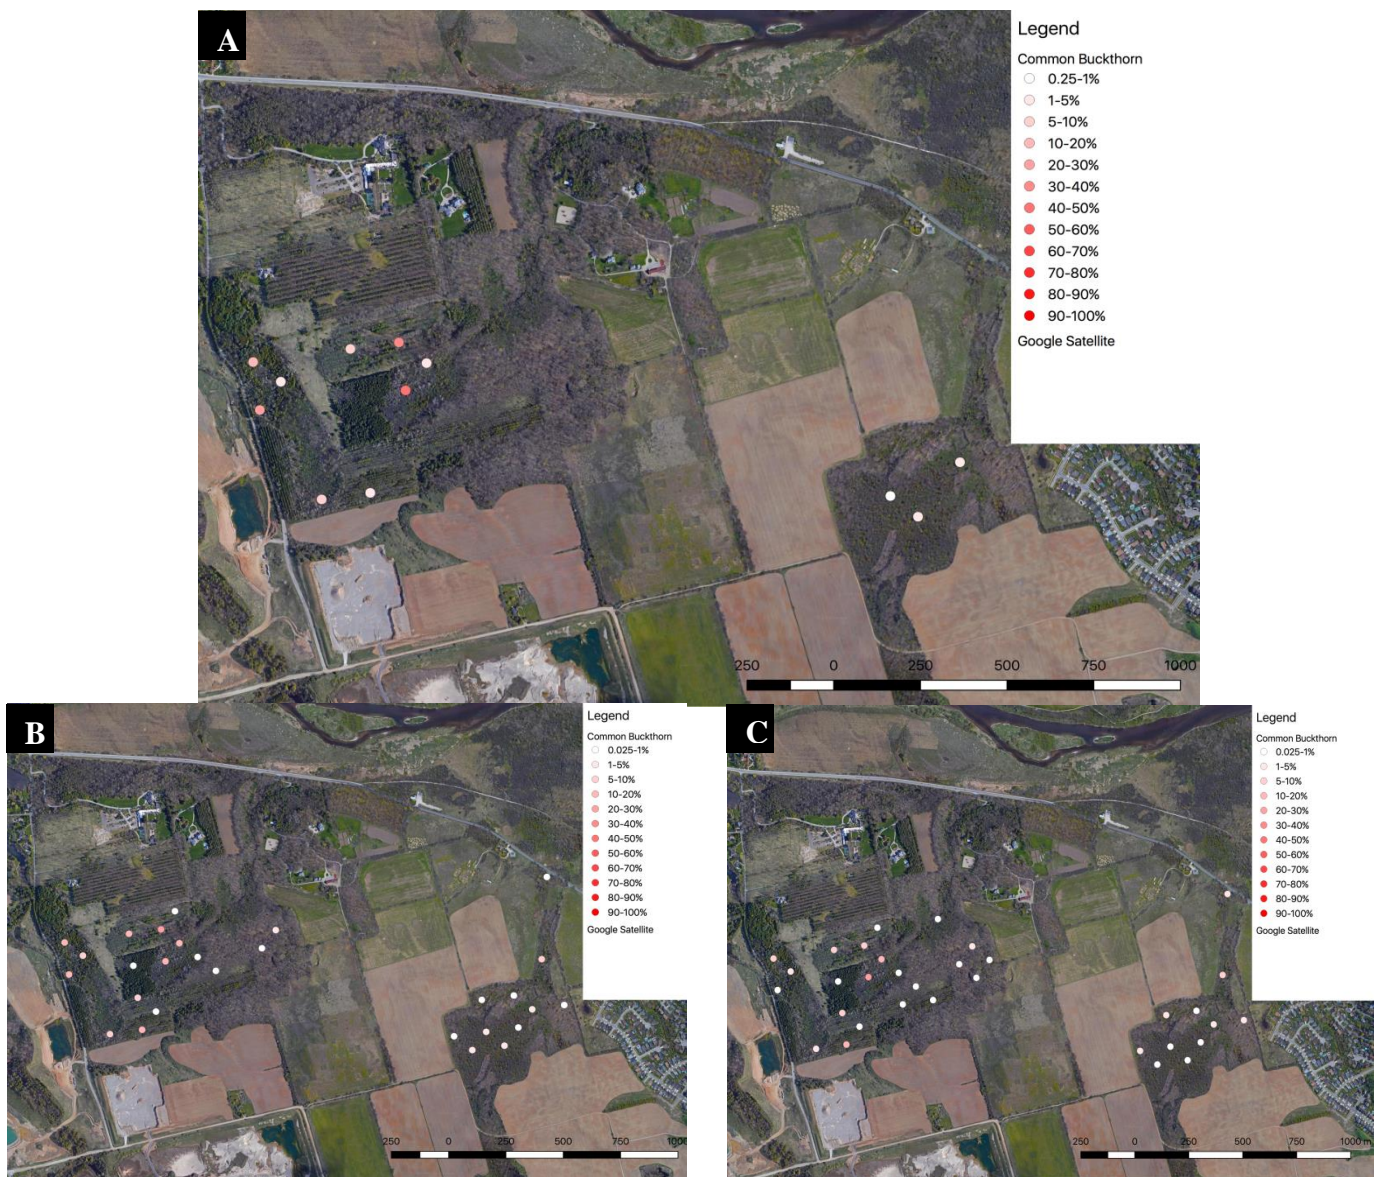 A
Legend
Common Buckthorn
0.25-1%
1-5%
5-10%
10-20%
20-30%
30-40%
40-50%
50-60%
60-70%
70-80%
80-90%
90-100%
Google Satellite
250 0 250 500 750 1000
B
Legend
Common Buckthorn
0.025-1%
1-5%
5-10%
10-20%
20-30%
30-40%
40-50%
50-60%
60-70%
70-80%
80-90%
90-100%
Google Satellite
250 0 250 500 750 1000
C
Legend
Common Buckthorn
0.025-1%
1-5%
5-10%
10-20%
20-30%
30-40%
40-50%
50-60%
60-70%
70-80%
80-90%
90-100%
Google Satellite
250 0 250 500 750 1000 m